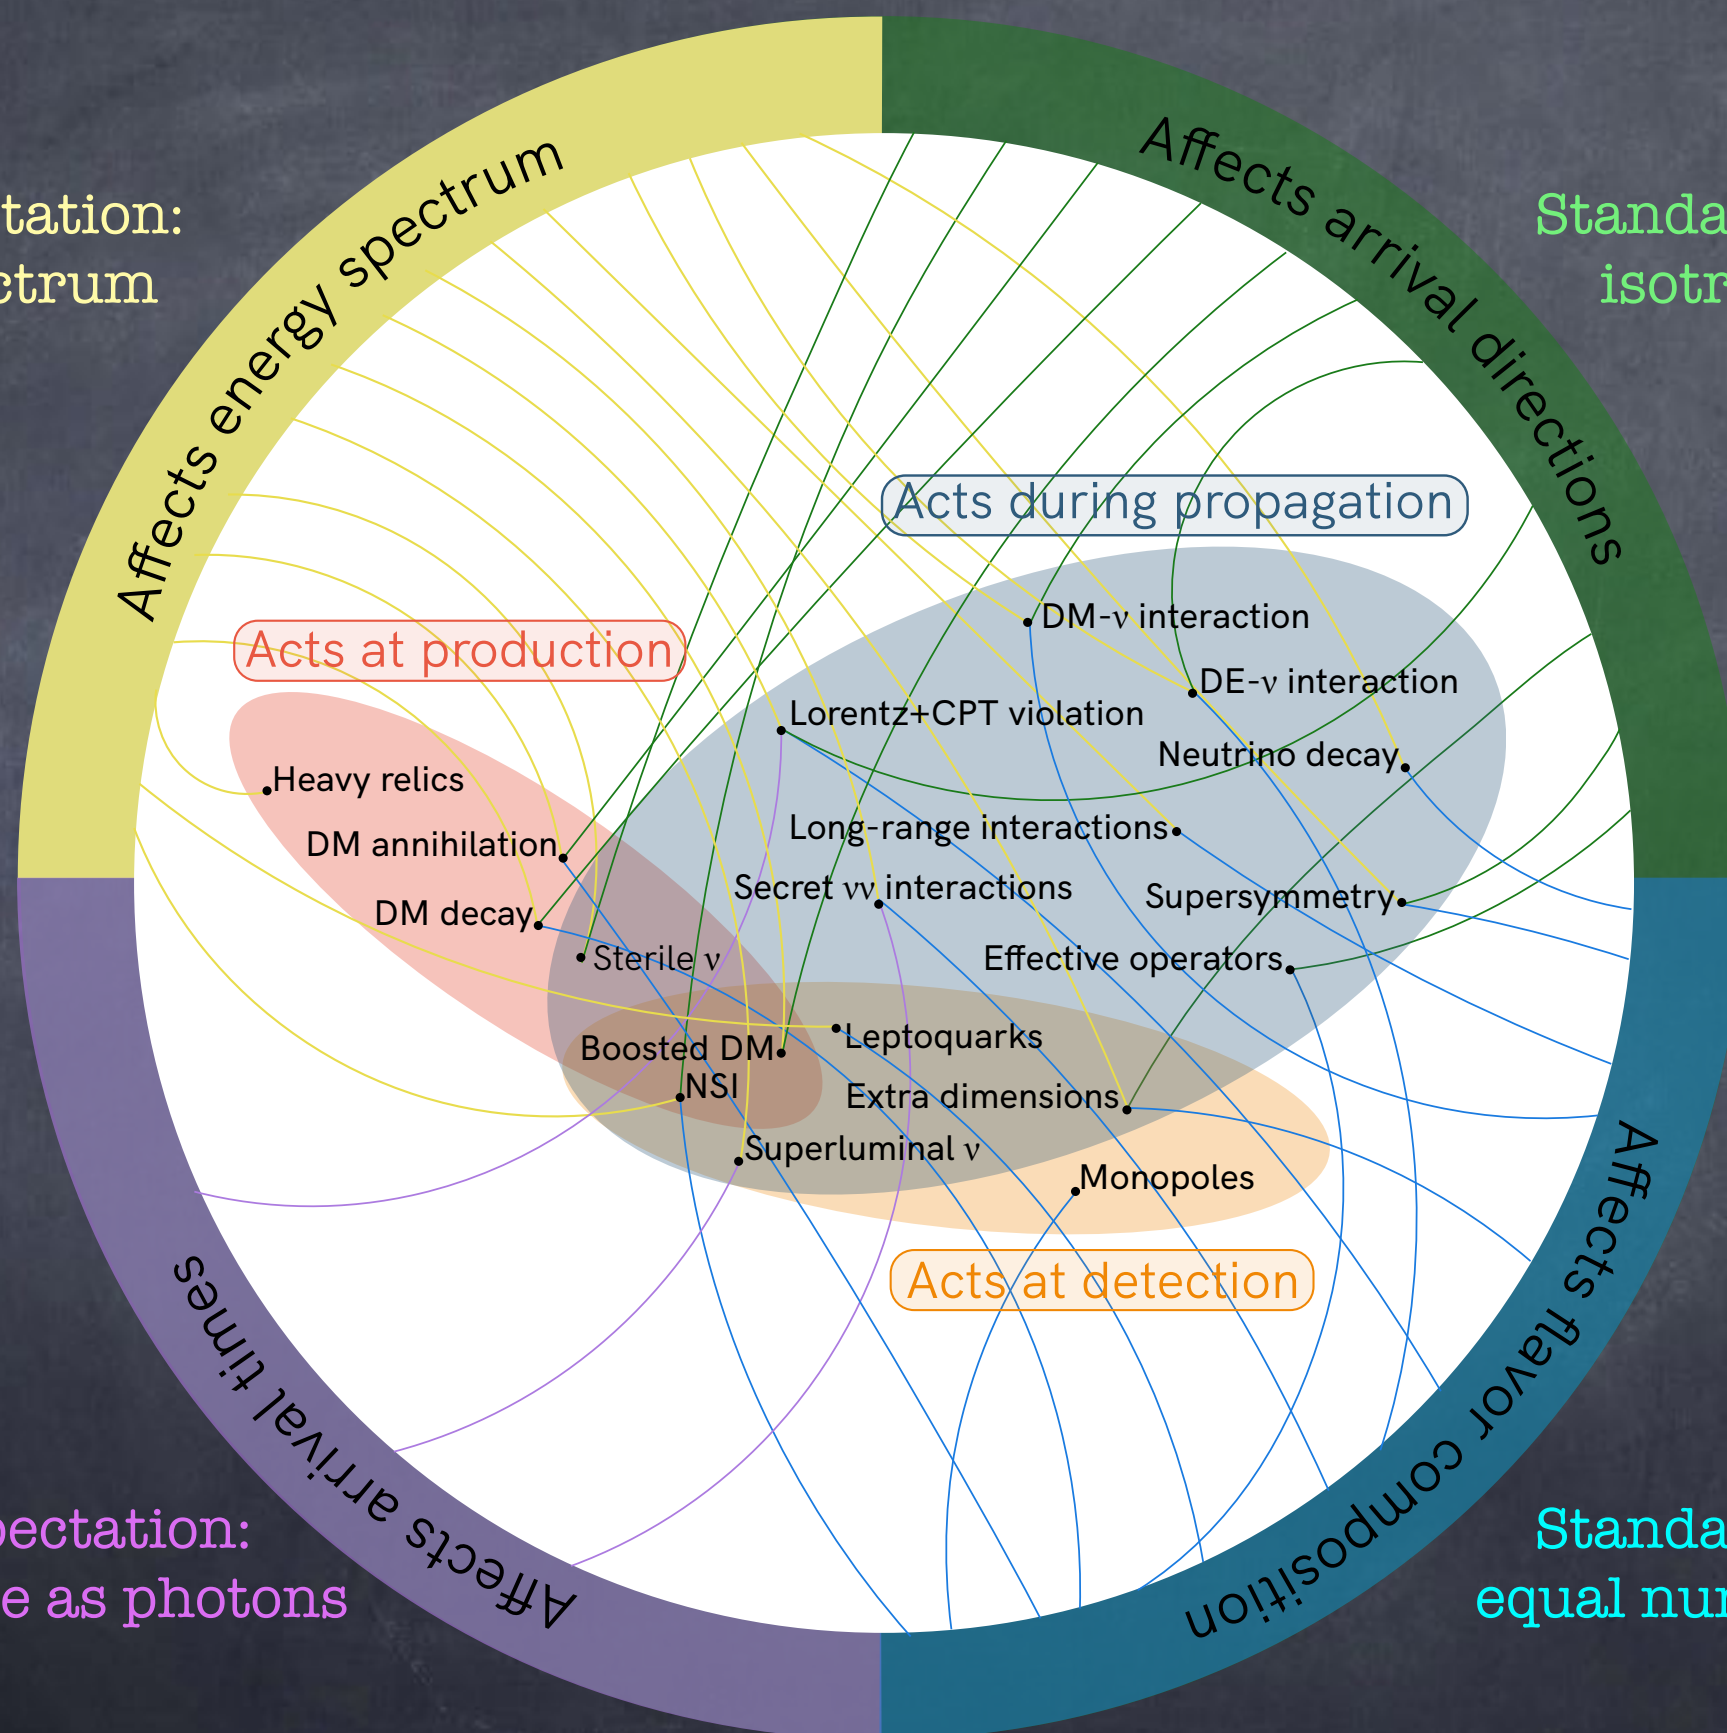 Affects energy spectrum
Affects arrival directions
tation:
ctrum
Standa
isotr
Acts during propagation
DM-ν interaction
Acts at production
DE-ν interaction
Lorentz+CPT violation
Neutrino decay
Heavy relics
Long-range interactions
DM annihilation
Secret νν interactions
Supersymmetry
DM decay
Sterile ν
Effective operators
Leptoquarks
Boosted DM
NSI
Extra dimensions
Superluminal ν
Monopoles
Acts at detection
Affects arrival times
Affects flavor composition
pectation:
e as photons
Standa
equal nu